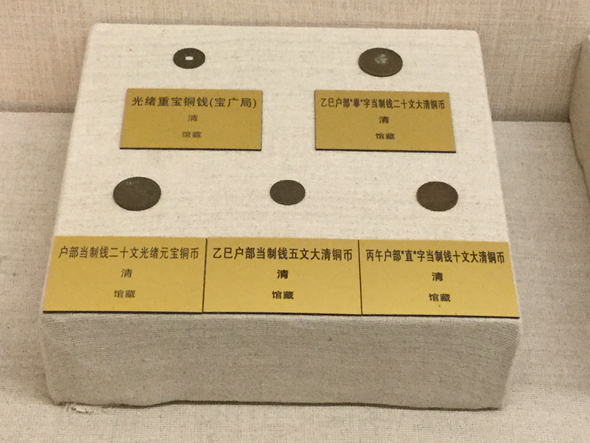 光绪重宝铜钱(宝广局)
清
馆藏
乙巳户部"奉"字当制钱二十文大清铜币
清
馆藏
户部当制钱二十文光绪元宝铜币
清
馆藏
乙巳户部当制钱五文大清铜币
清
馆藏
丙午户部"直"字当制钱十文大清铜币
清
馆藏